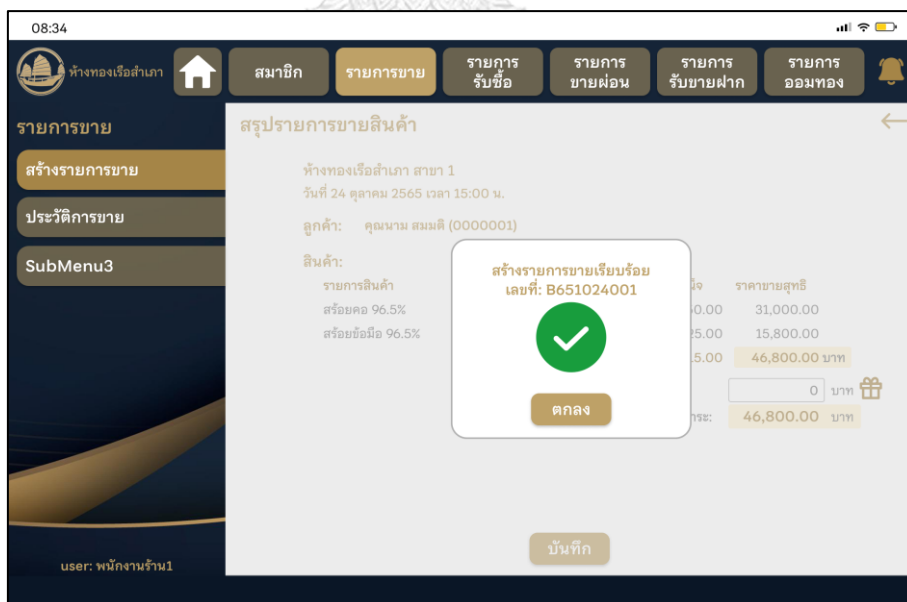 08:34
ห้างทองเรือสำเภา
สมาชิก
รายการขาย
รายการ
รับซื้อ
รายการ
ขายผ่อน
รายการ
รับขายฝาก
รายการ
ออมทอง
รายการขาย
สร้างรายการขาย
ประวัติการขาย
SubMenu3
user: พนักงานร้าน1
สรุปรายการขายสินค้า
ห้างทองเรือสำเภา สาขา 1
วันที่ 24 ตุลาคม 2565 เวลา 15:00 น.
ลูกค้า: คุณนาม สมมติ (0000001)
สินค้า:
รายการสินค้า ราคาขายสุทธิ
สร้อยคอ 96.5% 0.00 31,000.00
สร้อยข้อมือ 96.5% 25.00 15,800.00
5.00 46,800.00 บาท
0 บาท
46,800.00 บาท
สร้างรายการขายเรียบร้อย
เลขที่: B651024001
ตกลง
บันทึก